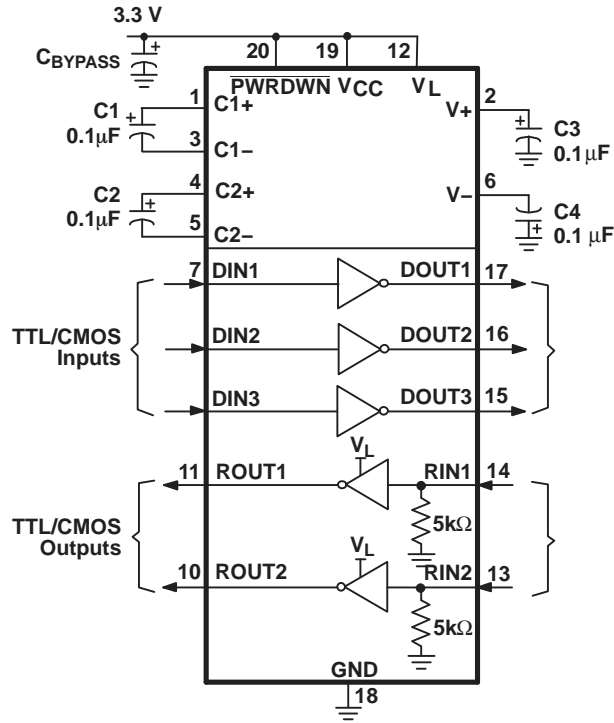 3.3 V
CBYPASS
+
20 19 12
PWRDWN VCC VL
C1
0.1µF
+
1 C1+
3 C1−
C2
0.1µF
+
4 C2+
5 C2−
V+ 2
+
C3
0.1 µF
V− 6
C4
0.1 µF
+
7 DIN1 DOUT1 17
TTL/CMOS
Inputs
DIN2 DOUT2 16
DIN3 DOUT3 15
VL
11 ROUT1 RIN1 14
5kΩ
TTL/CMOS
Outputs
VL
10 ROUT2 RIN2 13
5kΩ
GND
18